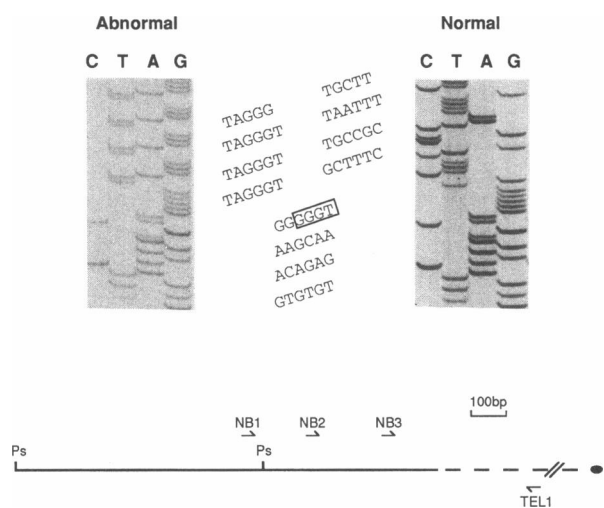 Abnormal Normal
C T A G C T A G
TGCTT
TAGGG TAATTT
TAGGGT TGCCGC
TAGGGT GCTTTC
TAGGGT
GGGGGT
AAGCAA
ACAGAG
GTGTGT
100bp
NB1 NB2 NB3
Ps Ps
TEL1